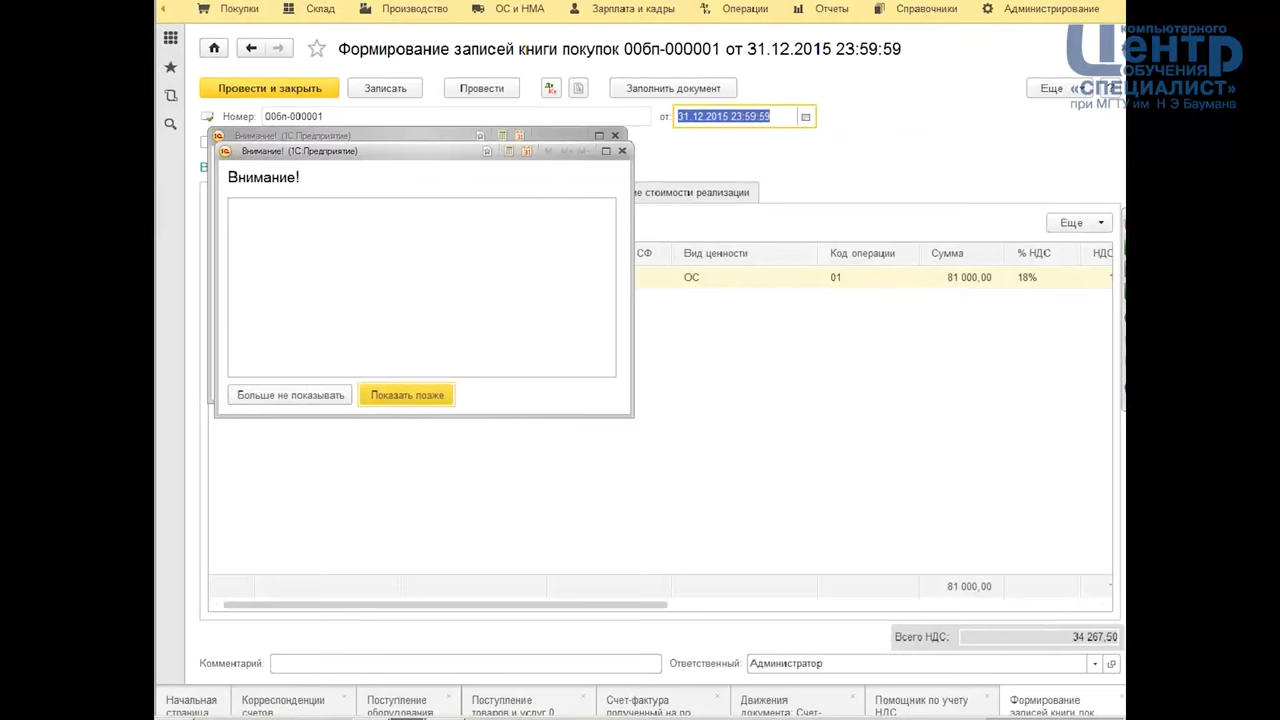 Покупки Склад Производство ОС и НМА Зарплата и кадры Операции Отчеты Справочники Администрирование
Формирование записей книги покупок 00бп-000001 от 31.12.2015 23:59:59
компьютерного
Центр
ОБУЧЕНИЯ
«СПЕЦИАЛИСТ»
при МГТУ им Н Э Баумана
Провести и закрыть Записать Провести Заполнить документ Еще
Номер: 00бп-000001 от: 31.12.2015 23:59:59
Внимание! (1С:Предприятие)
Внимание! (1С:Предприятие)
Внимание!
ие стоимости реализации
Еще
СФ Вид ценности Код операции Сумма % НДС НДС
ОС 01 81 000,00 18%
Больше не показывать Показать позже
81 000,00
Всего НДС: 34 267,50
Комментарий: Ответственный: Администратор
Начальная страница
Корреспонденции счетов
Поступление оборудования
Поступление товаров и услуг 0
Счет-фактура полученный на по
Движения документа: Счет-
Помощник по учету НДС
Формирование записей книги пок